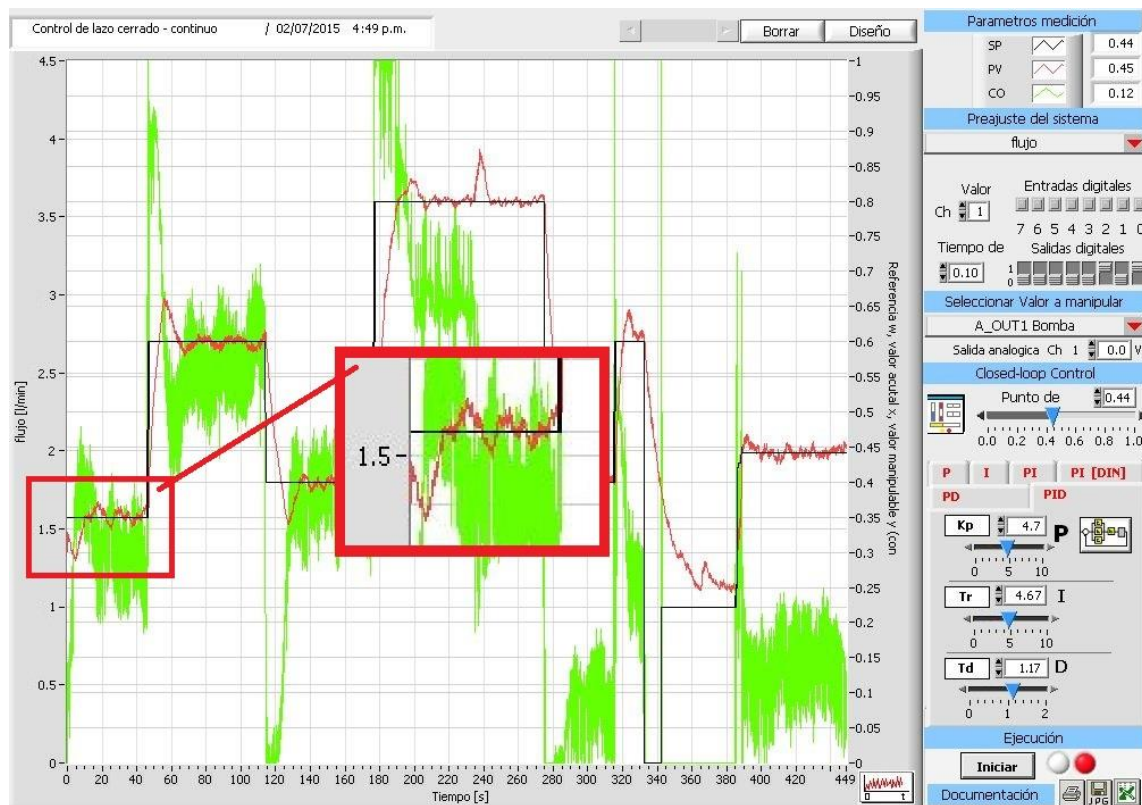 Control de lazo cerrado - continuo / 02/07/2015 4:49 p.m.
Borrar
Diseño
4.5
4
3.5
3
2.5
2
1.5
1
0.5
0
flujo [l/min]
1.5
1
0.95
0.9
0.85
0.8
0.75
0.7
0.65
0.6
0.55
0.5
0.45
0.4
0.35
0.3
0.25
0.2
0.15
0.1
0.05
0
Referencia w, valor acutal x, valor manipulable y (con
0 20 40 60 80 100 120 140 160 180 200 220 240 260 280 300 320 340 360 380 400 420 449
Tiempo [s]
0 t
Parametros medición
SP 0.44
PV 0.45
CO 0.12
Preajuste del sistema
flujo
Valor
Ch 1
Entradas digitales
7 6 5 4 3 2 1 0
Tiempo de
0.10
Salidas digitales
1
0
Seleccionar Valor a manipular
A_OUT1 Bomba
Salida analogica Ch 1 0.0 V
Closed-loop Control
Punto de 0.44
0.0 0.2 0.4 0.6 0.8 1.0
P I PI PI [DIN]
PD PID
Kp 4.7 P
0 5 10
Tr 4.67 I
0 5 10
Td 1.17 D
0 1 2
Ejecución
Iniciar
Documentación